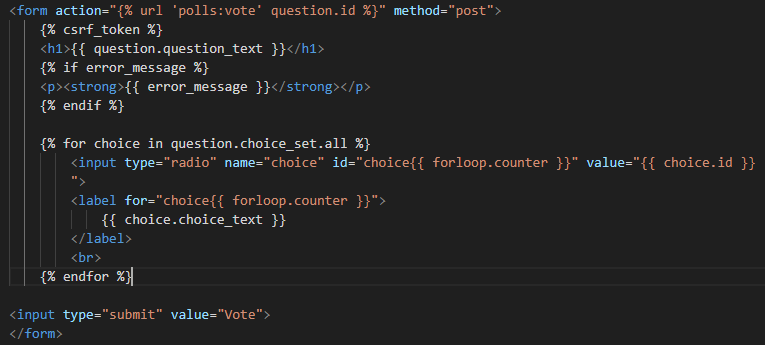 <form action="{% url 'polls:vote' question.id %}" method="post">
    {% csrf_token %}
    <h1>{{ question.question_text }}</h1>
    {% if error_message %}
    <p><strong>{{ error_message }}</strong></p>
    {% endif %}

    {% for choice in question.choice_set.all %}
        <input type="radio" name="choice" id="choice{{ forloop.counter }}" value="{{ choice.id }}
        ">
        <label for="choice{{ forloop.counter }}">
            {{ choice.choice_text }}
        </label>
        <br>
    {% endfor %}

<input type="submit" value="Vote">
</form>